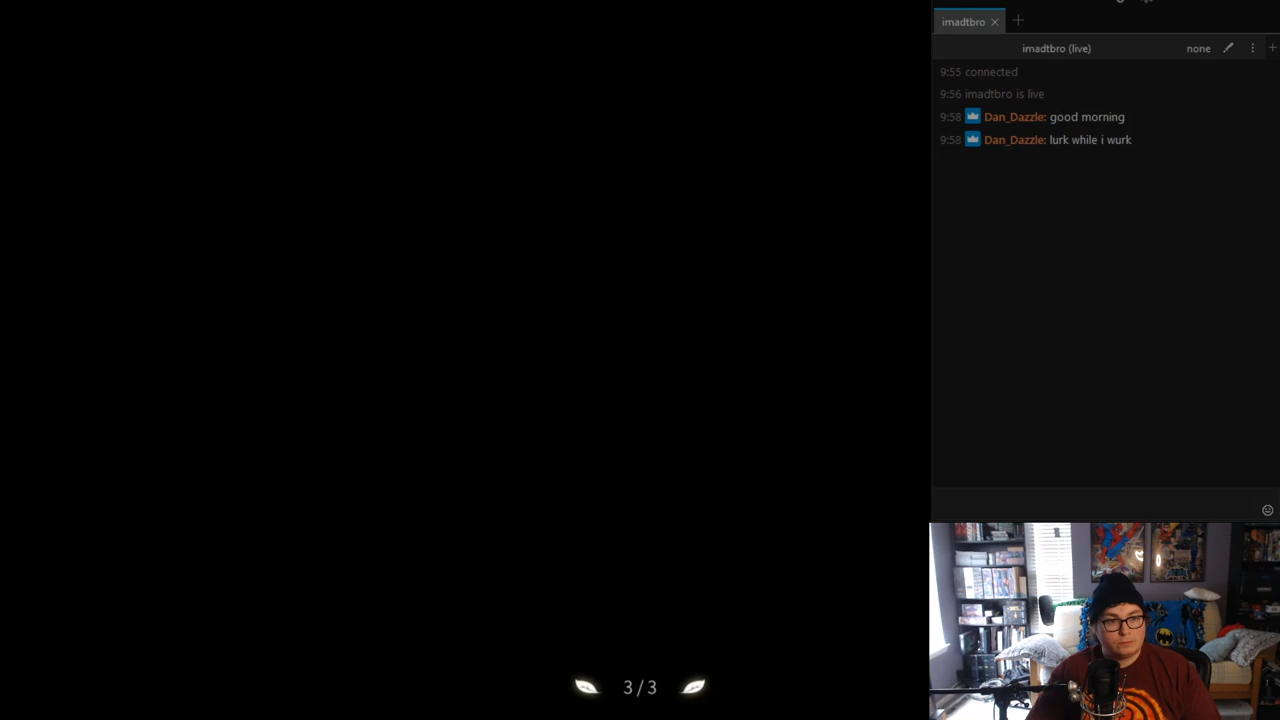 imadtbro
imadtbro (live)
none
9:55 connected
9:56 imadtbro is live
9:58 Dan_Dazzle: good morning
9:58 Dan_Dazzle: lurk while i wurk
3/3